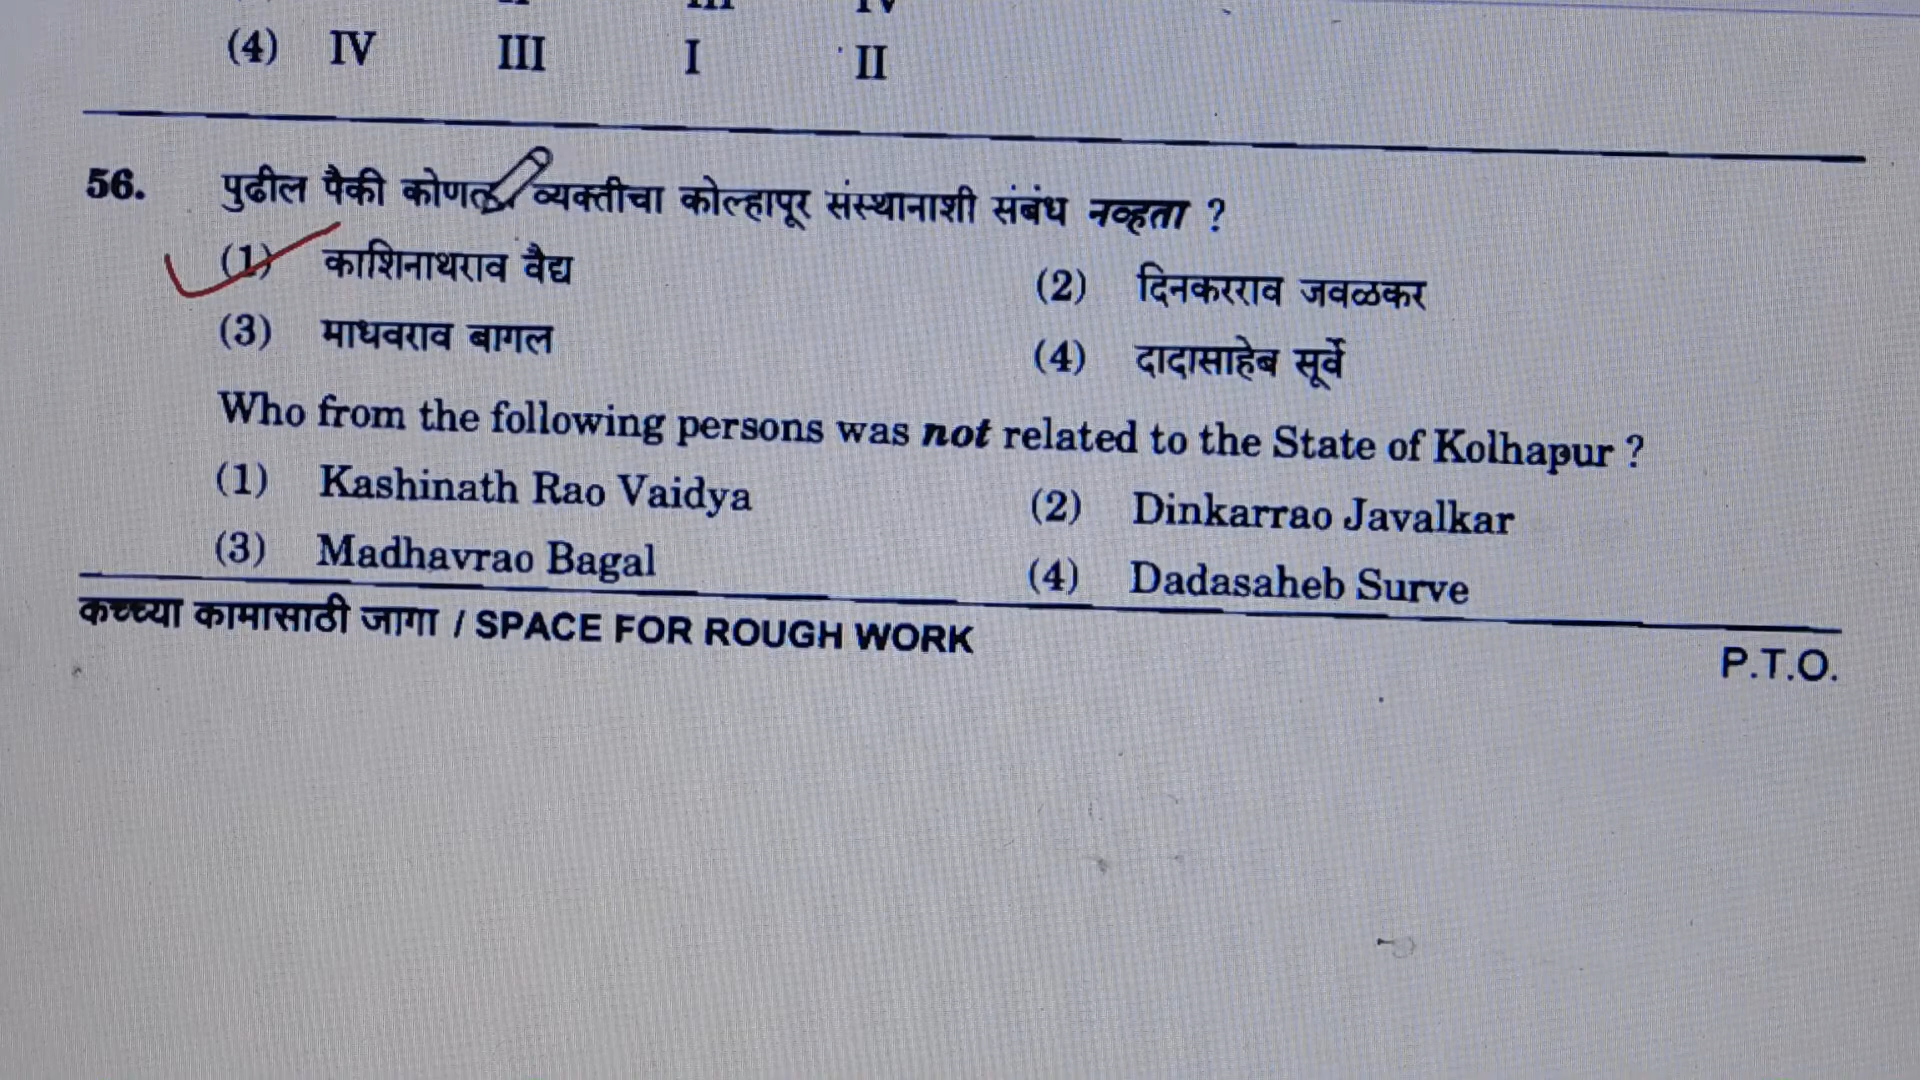 (4) IV III I II
56. पुढील पैकी कोणत्या व्यक्तीचा कोल्हापूर संस्थानाशी संबंध नव्हता ?
(1) काशिनाथराव वैद्य (2) दिनकरराव जवळकर
(3) माधवराव बागल (4) दादासाहेब सूर्वे
Who from the following persons was not related to the State of Kolhapur ?
(1) Kashinath Rao Vaidya (2) Dinkarrao Javalkar
(3) Madhavrao Bagal (4) Dadasaheb Surve
कच्च्या कामासाठी जागा / SPACE FOR ROUGH WORK
P.T.O.